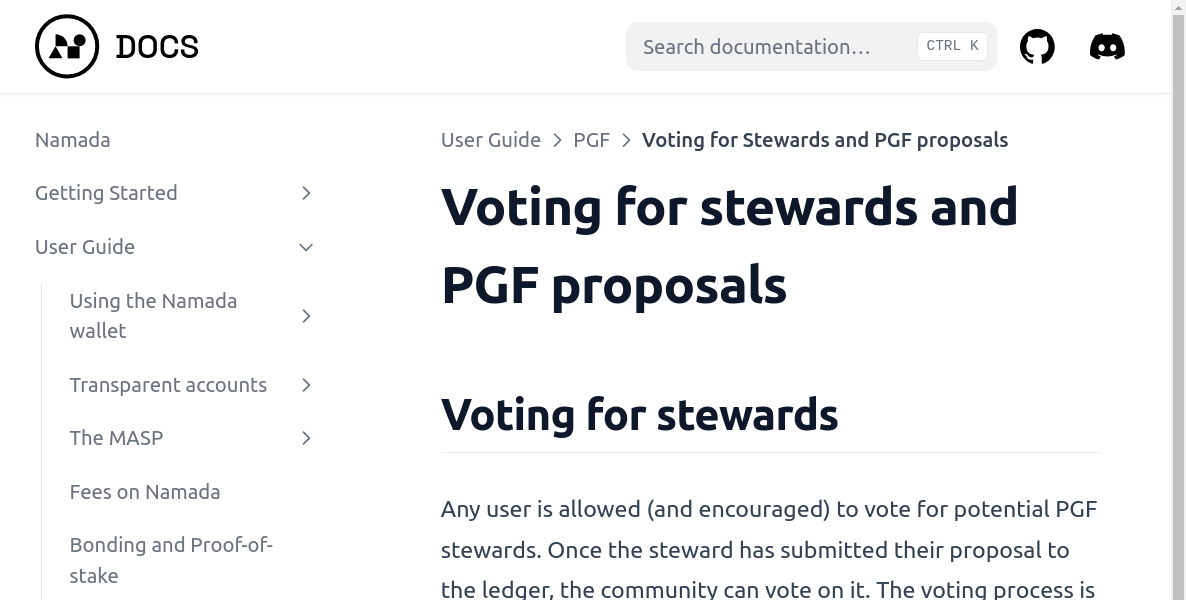 DOCS
Search documentation…
CTRL K
Namada
Getting Started
User Guide
Using the Namada
wallet
Transparent accounts
The MASP
Fees on Namada
Bonding and Proof-of-
stake
User Guide
PGF
Voting for Stewards and PGF proposals
Voting for stewards and
PGF proposals
Voting for stewards
Any user is allowed (and encouraged) to vote for potential PGF
stewards. Once the steward has submitted their proposal to
the ledger, the community can vote on it. The voting process is